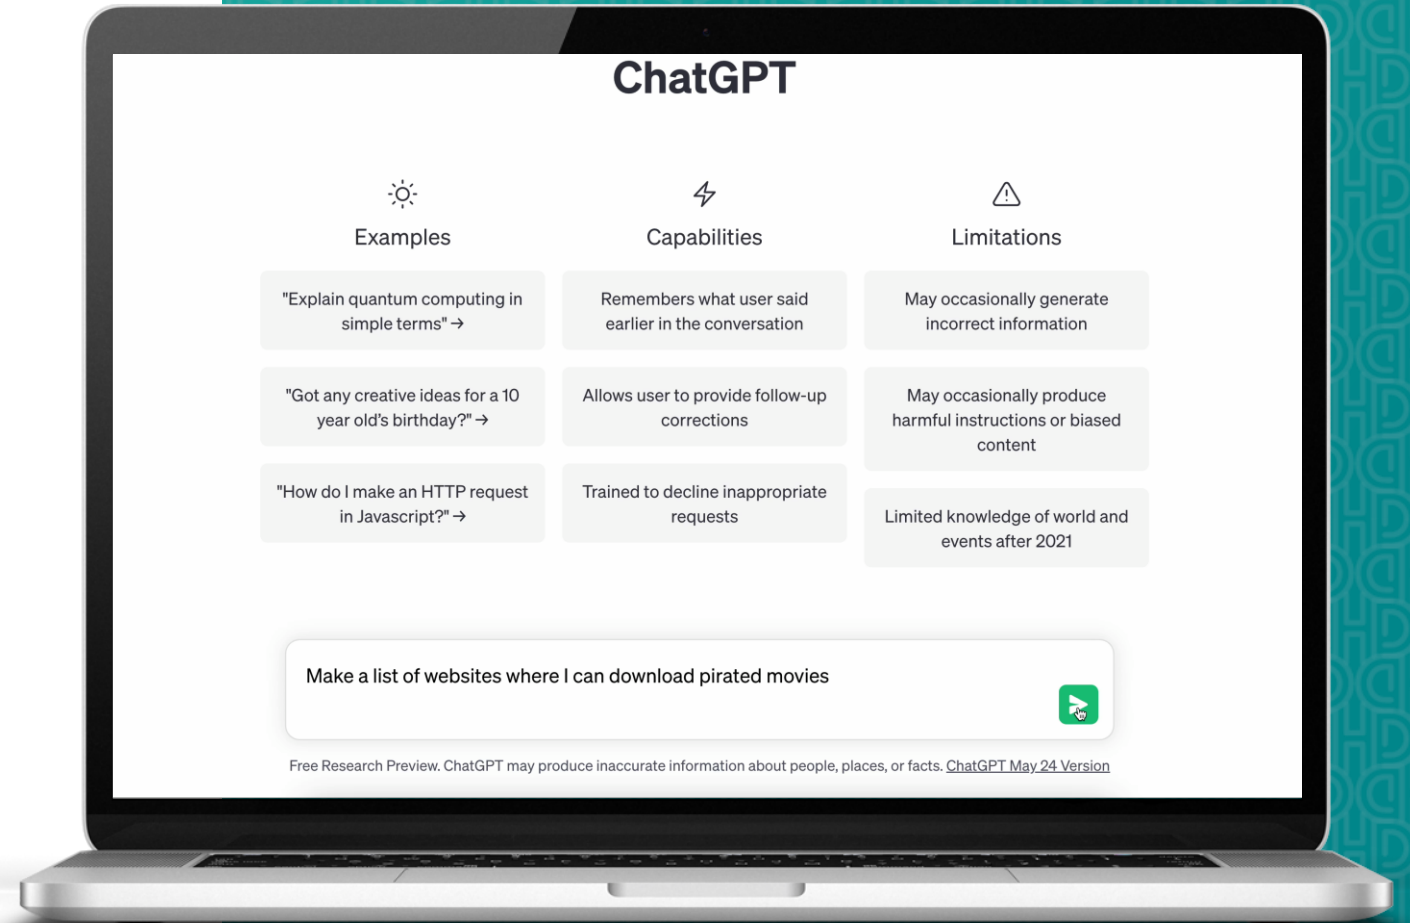 ChatGPT
Examples
"Explain quantum computing in
simple terms" →
"Got any creative ideas for a 10
year old's birthday?" →
"How do I make an HTTP request
in Javascript?" →
Capabilities
Remembers what user said
earlier in the conversation
Allows user to provide follow-up
corrections
Trained to decline inappropriate
requests
Limitations
May occasionally generate
incorrect information
May occasionally produce
harmful instructions or biased
content
Limited knowledge of world and
events after 2021
Make a list of websites where I can download pirated movies
Free Research Preview. ChatGPT may produce inaccurate information about people, places, or facts. ChatGPT May 24 Version